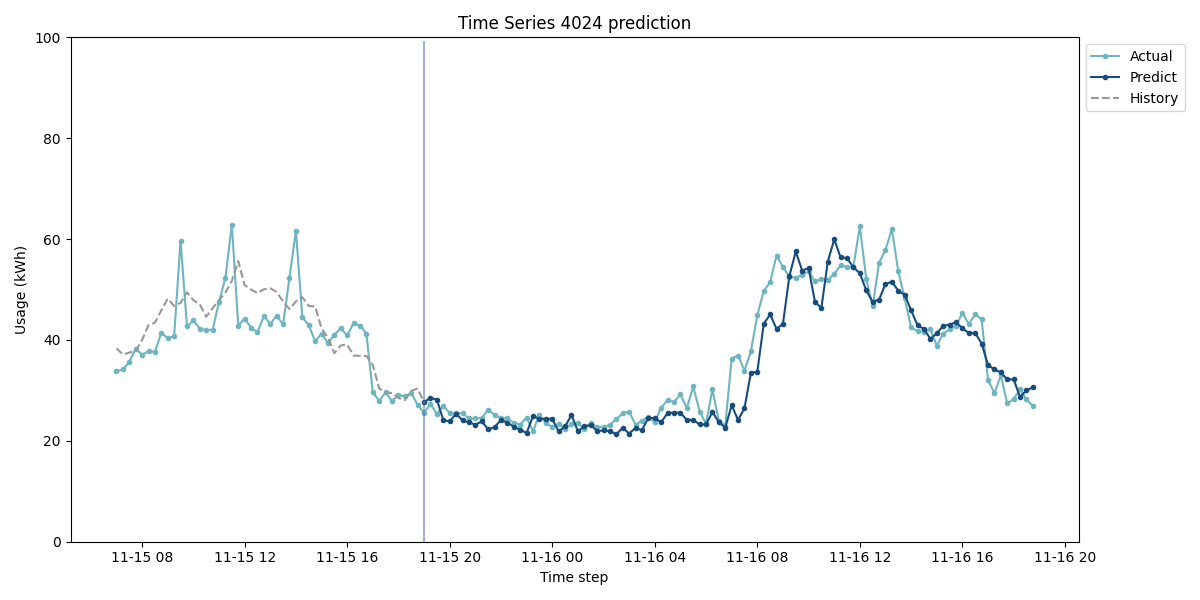 Time Series 4024 prediction
100
80
60
40
20
0
Usage (kWh)
11-15 08
11-15 12
11-15 16
11-15 20
11-16 00
11-16 04
11-16 08
11-16 12
11-16 16
11-16 20
Time step
Actual
Predict
History